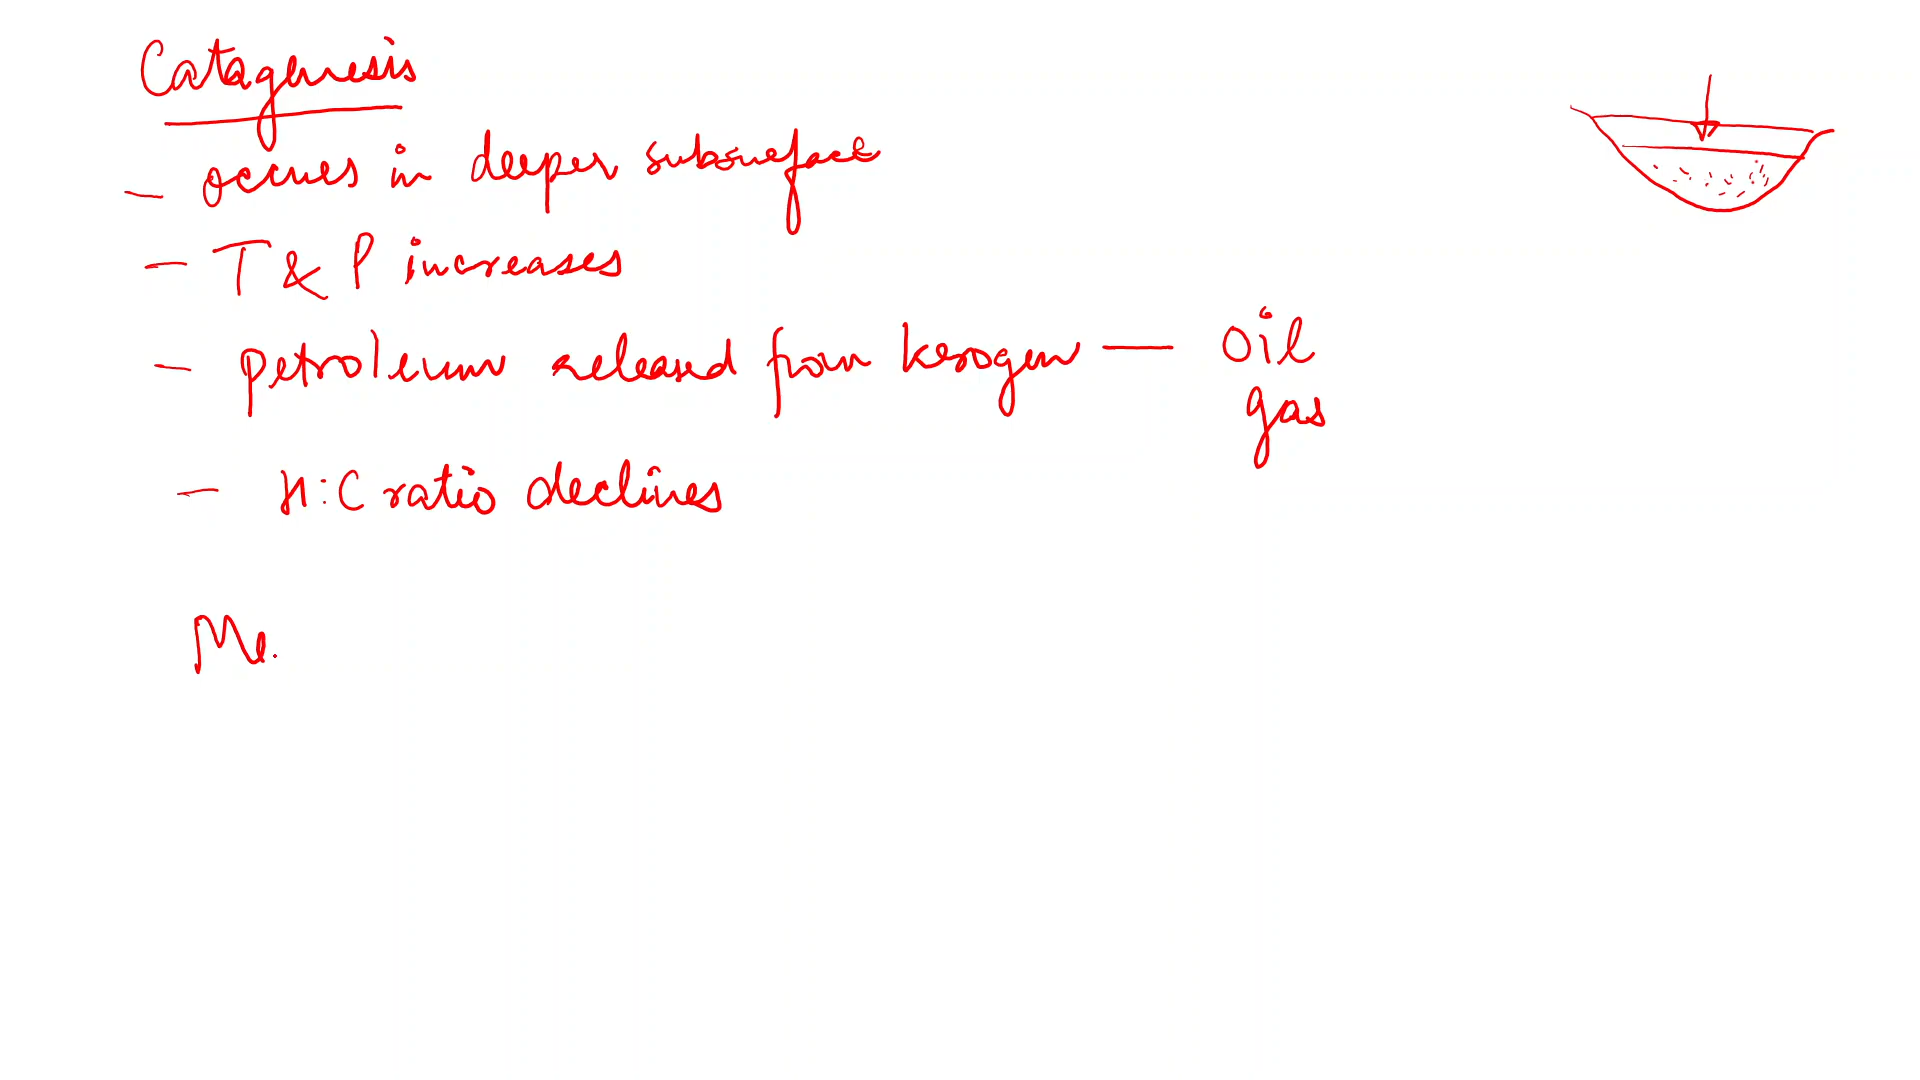 Catagenesis
- occurs in deeper subsurface
- T & P increases
- petroleum released from kerogen — oil
gas
- H:C ratio declines
Me